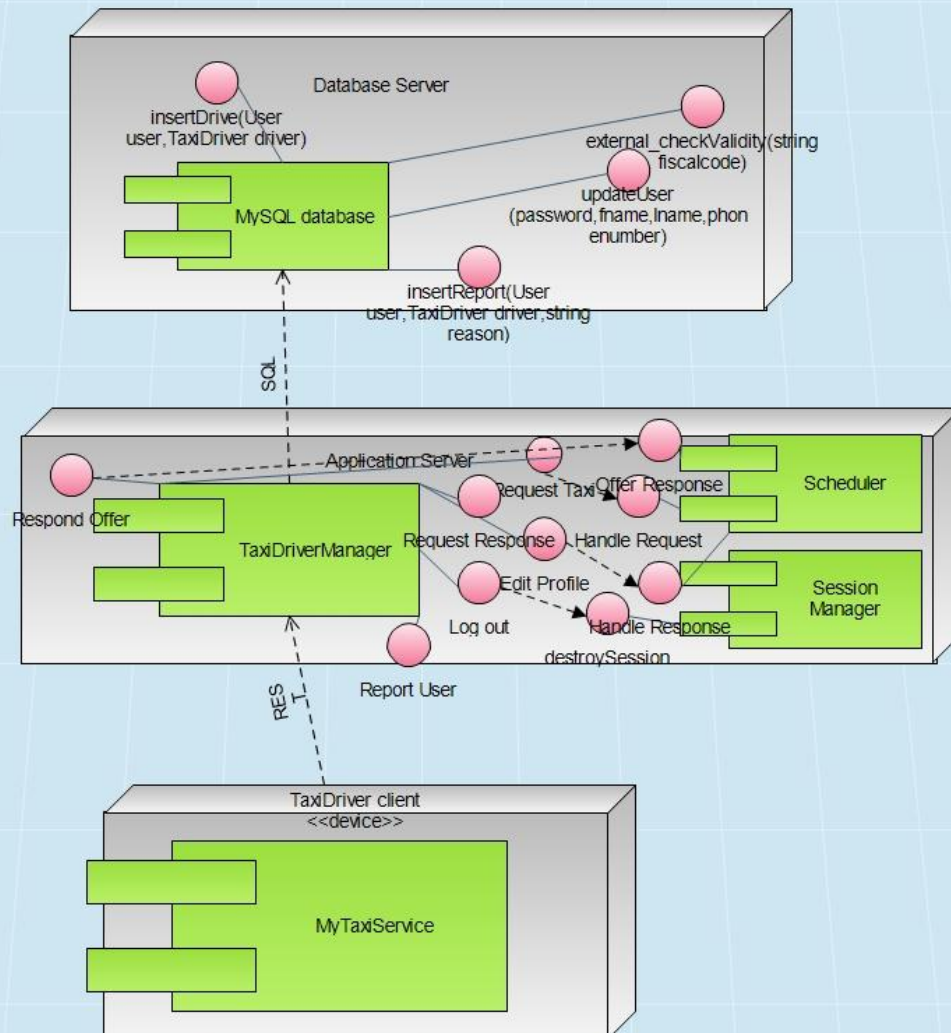 Database Server
insertDrive(User
user,TaxiDriver driver)
external_checkValidity(string
fiscalcode)
updateUser
(password,fname,lname,phon
enumber)
MySQL database
insertReport(User
user,TaxiDriver driver,string
reason)
SQL
Application Server
Respond Offer
Request Taxi
Offer Response
Scheduler
TaxiDriverManager
Request Response
Handle Request
Edit Profile
Session
Manager
Log out
Handle Response
destroySession
Report User
RES
T
TaxiDriver client
<<device>>
MyTaxiService